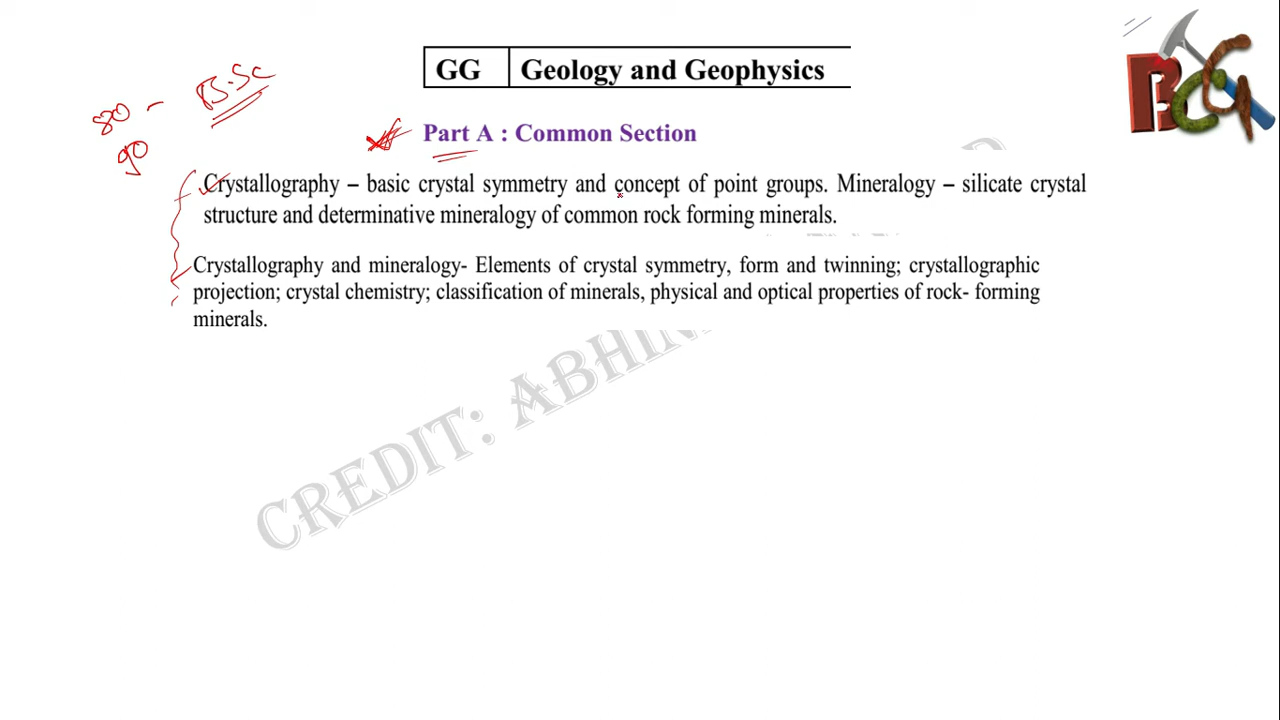 GG Geology and Geophysics
80 - B.Sc
90
Part A : Common Section
Crystallography – basic crystal symmetry and concept of point groups. Mineralogy – silicate crystal
structure and determinative mineralogy of common rock forming minerals.
Crystallography and mineralogy- Elements of crystal symmetry, form and twinning; crystallographic
projection; crystal chemistry; classification of minerals, physical and optical properties of rock- forming
minerals.
CREDIT: ABHIN
BCG